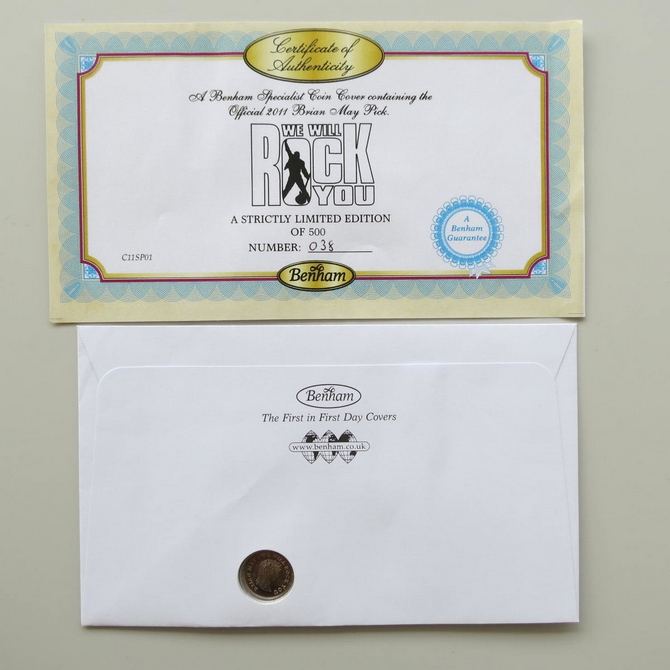 Certificate of
Authenticity
A Benham Specialist Coin Cover containing the
Official 2011 Brian May Pick.
WE WILL
ROCK
YOU
A STRICTLY LIMITED EDITION
OF 500
NUMBER: 038
A
Benham
Guarantee
C11SP01
Benham
Benham
The First in First Day Covers
www.benham.co.uk